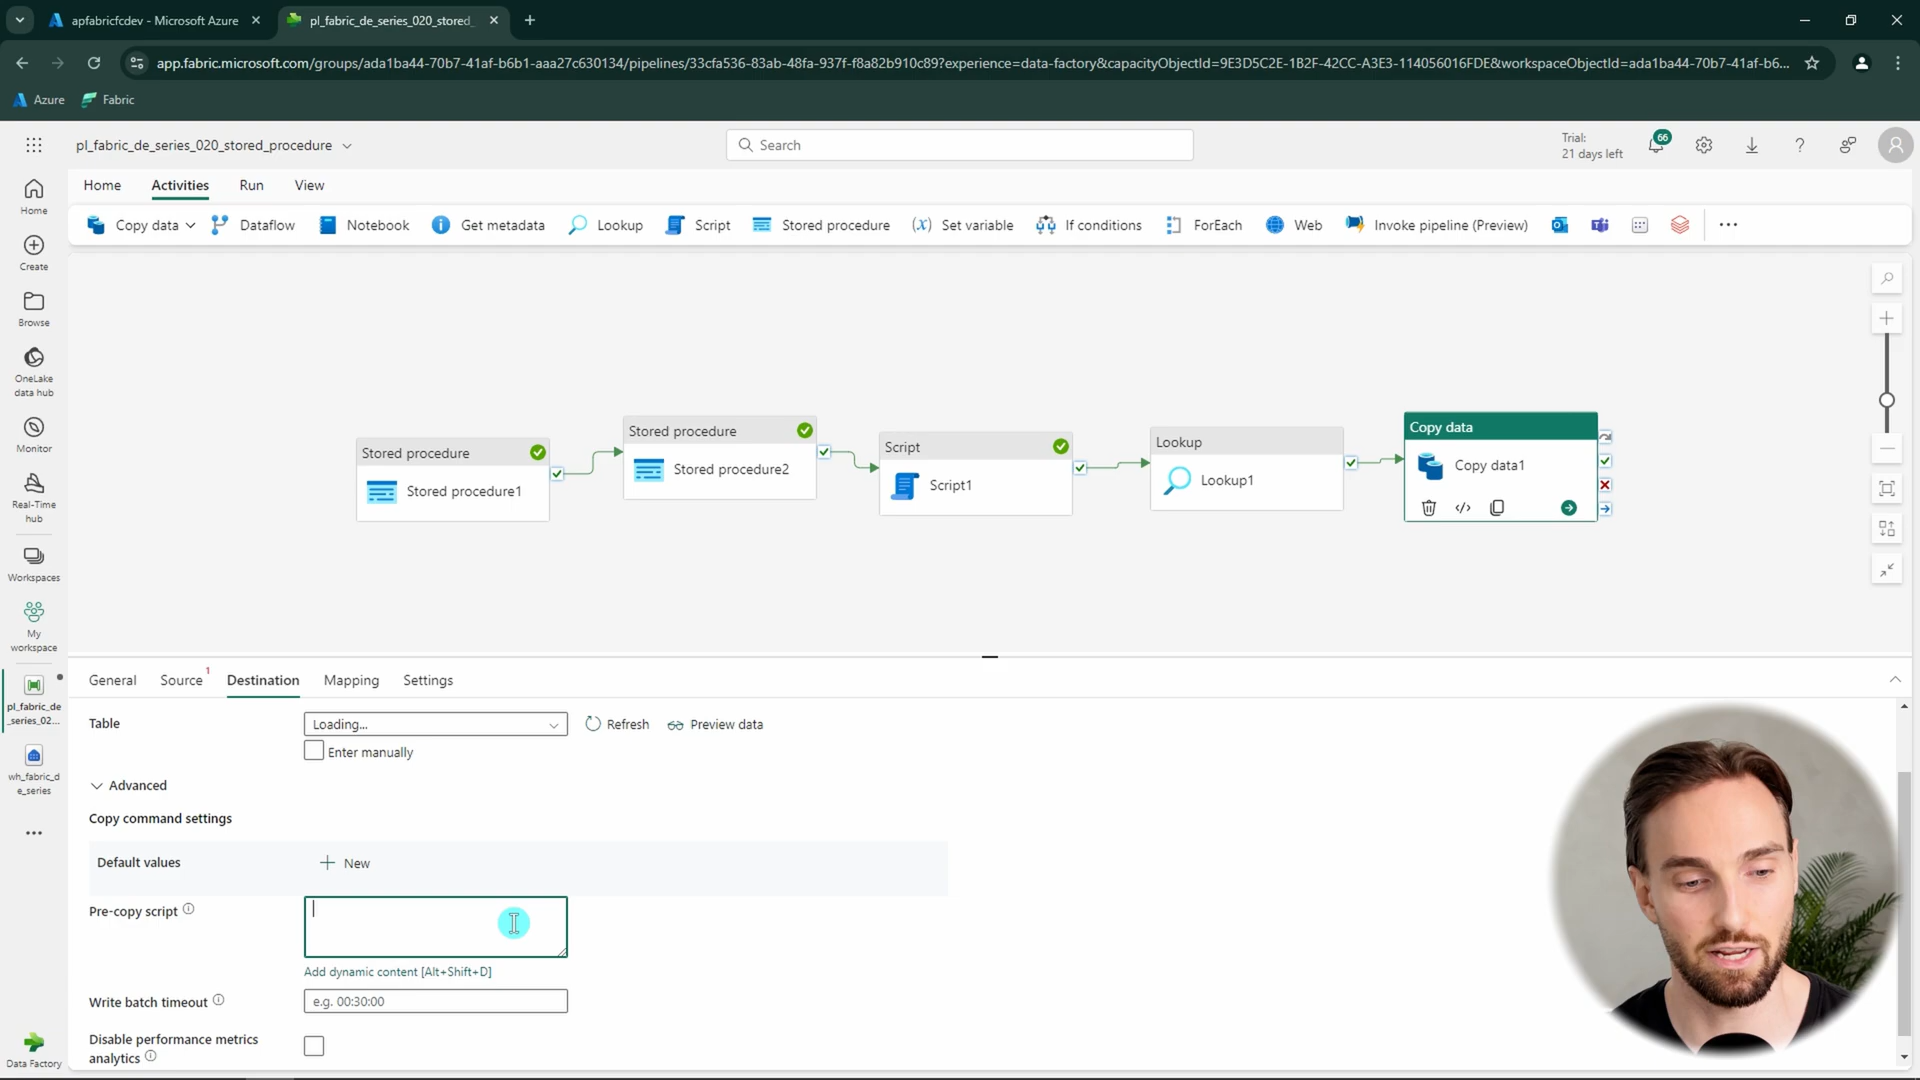 apfabricfcdev - Microsoft Azure
pl_fabric_de_series_020_stored_
app.fabric.microsoft.com/groups/ada1ba44-70b7-41af-b6b1-aaa27c630134/pipelines/33cfa536-83ab-48fa-937f-f8a82b910c89?experience=data-factory&capacityObjectId=9E3D5C2E-1B2F-42CC-A3E3-114056016FDE&workspaceObjectId=ada1ba44-70b7-41af-b6...
Azure
Fabric
pl_fabric_de_series_020_stored_procedure
Search
Trial:
21 days left
66
Home
Activities
Run
View
Copy data
Dataflow
Notebook
Get metadata
Lookup
Script
Stored procedure
(x) Set variable
If conditions
ForEach
Web
Invoke pipeline (Preview)
Home
Create
Browse
OneLake
data hub
Monitor
Real-Time
hub
Workspaces
My
workspace
pl_fabric_de
_series_02...
wh_fabric_d
e_series
Data Factory
Stored procedure
Stored procedure1
Stored procedure
Stored procedure2
Script
Script1
Lookup
Lookup1
Copy data
Copy data1
General
Source 1
Destination
Mapping
Settings
Table
Loading...
Refresh
Preview data
Enter manually
Advanced
Copy command settings
Default values
New
Pre-copy script
Add dynamic content [Alt+Shift+D]
Write batch timeout
e.g. 00:30:00
Disable performance metrics
analytics